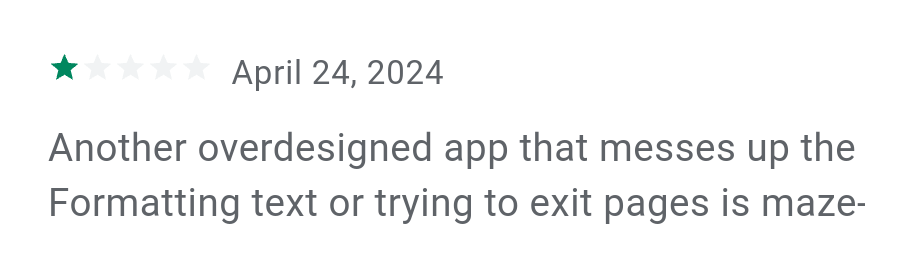 April 24, 2024
Another overdesigned app that messes up the
Formatting text or trying to exit pages is maze-